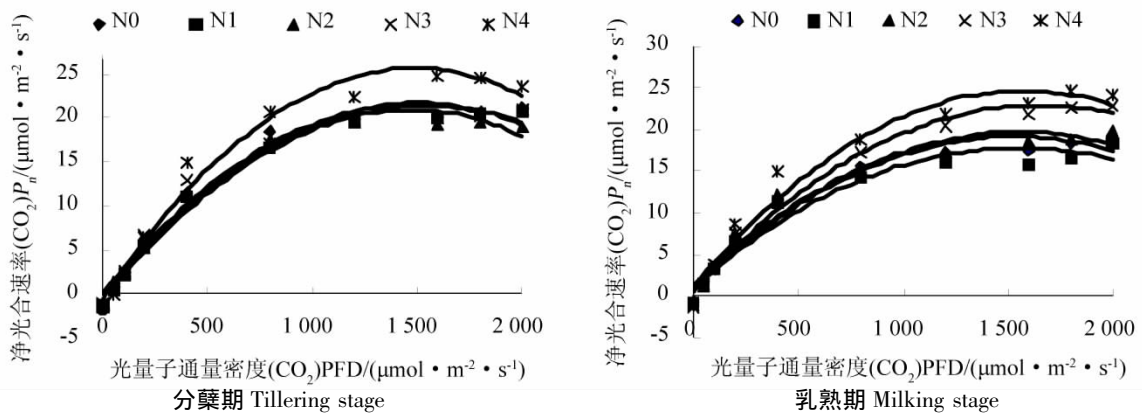 N0 N1 N2 N3 N4
净光合速率(CO₂)Pₙ/(μmol·m⁻²·s⁻¹)
25
20
15
10
5
0
-5
0 500 1 000 1 500 2 000
光量子通量密度(CO₂)PFD/(μmol·m⁻²·s⁻¹)
分蘖期 Tillering stage
N0 N1 N2 N3 N4
净光合速率(CO₂)Pₙ/(μmol·m⁻²·s⁻¹)
30
25
20
15
10
5
0
-5
0 500 1 000 1 500 2 000
光量子通量密度(CO₂)PFD/(μmol·m⁻²·s⁻¹)
乳熟期 Milking stage